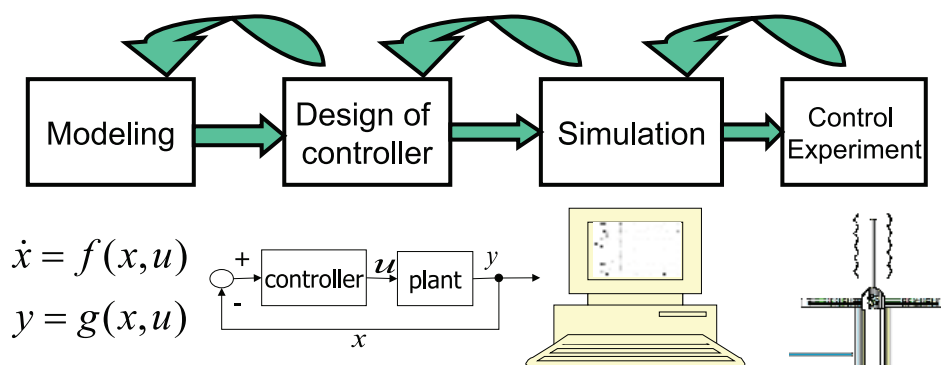 Modeling
Design of
controller
Simulation
Control
Experiment
ẋ = f(x,u)
y = g(x,u)
+
-
controller
u
plant
y
x